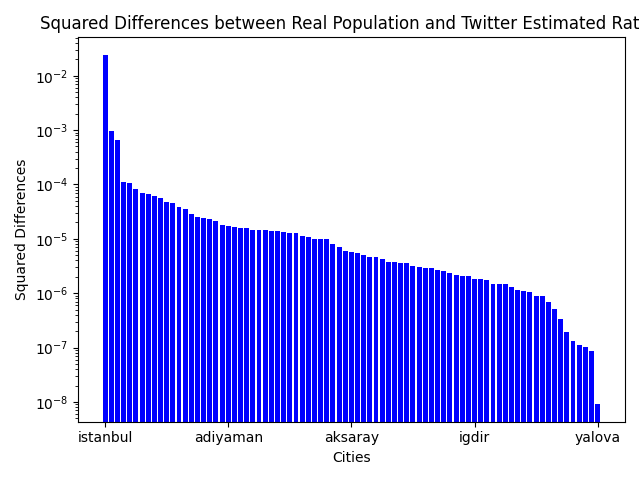 Squared Differences between Real Population and Twitter Estimated Rat
10⁻²
10⁻³
10⁻⁴
10⁻⁵
10⁻⁶
10⁻⁷
10⁻⁸
Squared Differences
istanbul adiyaman aksaray igdir yalova
Cities